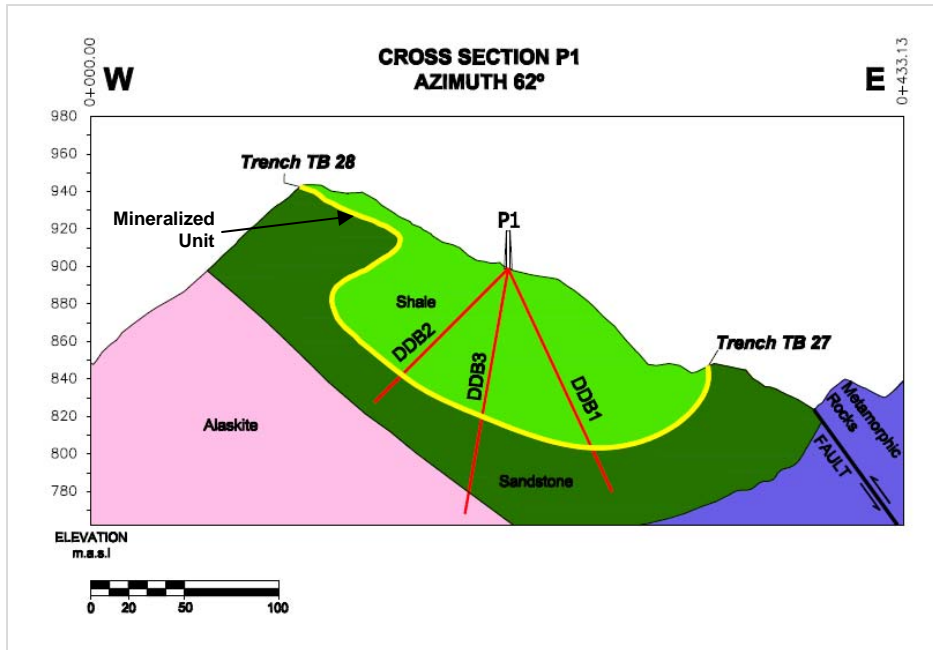 0+000.00
W
CROSS SECTION P1
AZIMUTH 62º
E
0+433.13
980
960
940
920
900
880
860
840
820
800
780
Trench TB 28
Mineralized
Unit
P1
Shale
DDB2
DDB3
DDB1
Trench TB 27
Alaskite
Sandstone
Metamorphic
Rocks
FAULT
ELEVATION
m.a.s.l
0 20 50 100